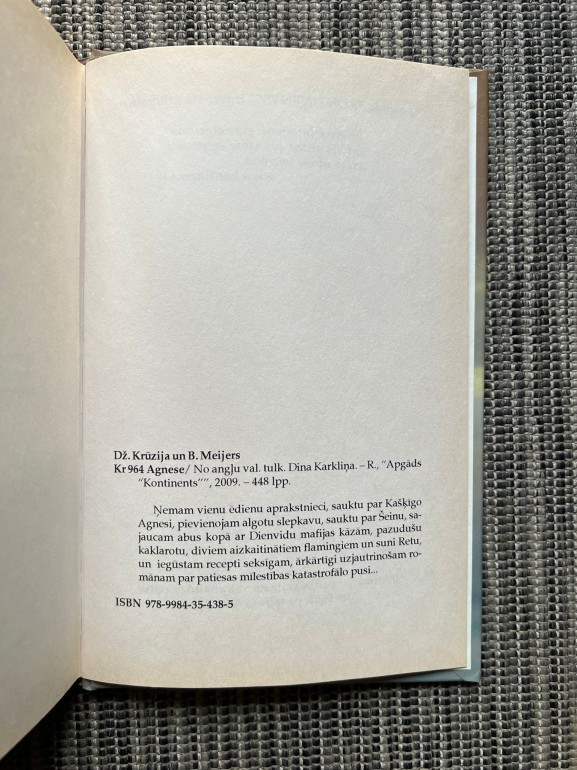 Dž. Krūzija un B. Meijers
Kr 964 Agnese/ No angļu val. tulk. Dina Karkliņa. – R., “Apgāds
“Kontinents””, 2009. – 448 lpp.
Ņemam vienu ēdienu aprakstnieci, sauktu par Kašķīgo
Agnesi, pievienojam algotu slepkavu, sauktu par Šeinu, sa-
jaucam abus kopā ar Dienvidu mafijas kāzām, pazudušu
kaklarotu, diviem aizkaitinātiem flamingiem un suni Retu,
un iegūstam recepti seksīgam, ārkārtīgi uzjautrinošam ro-
mānam par patiesas mīlestības katastrofālo pusi...
ISBN 978-9984-35-438-5